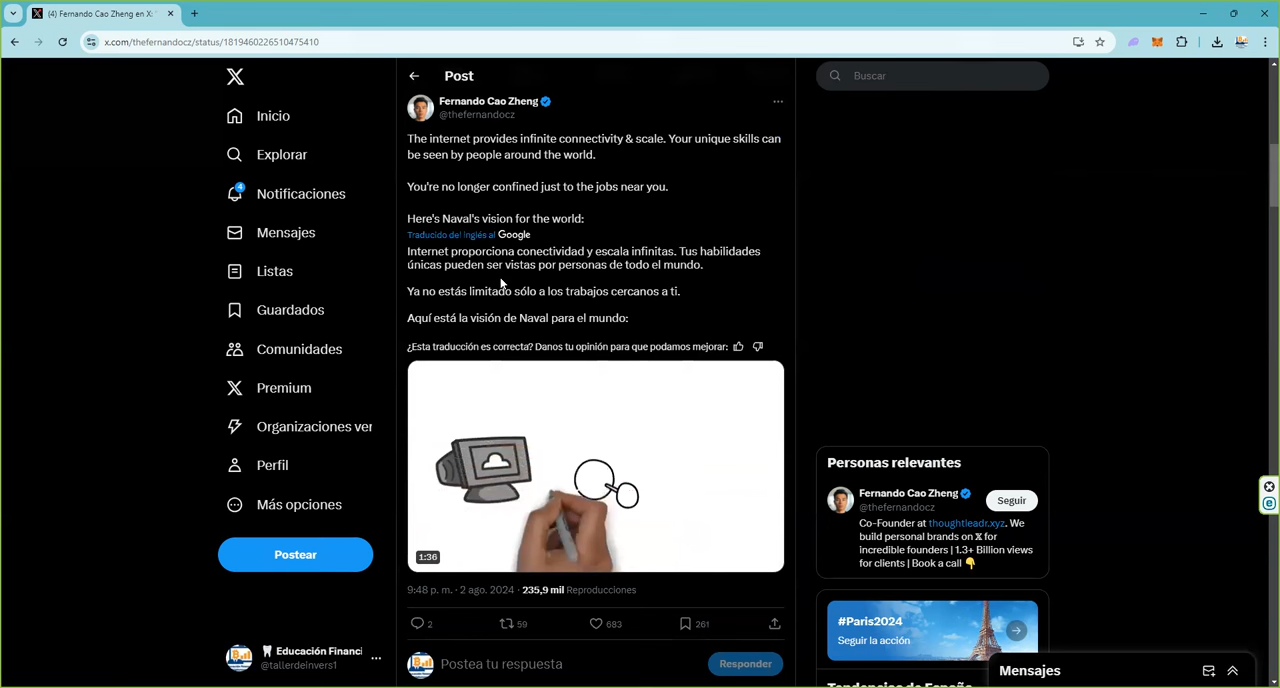 (4) Fernando Cao Zheng en X:
x.com/thefernandocz/status/1819460226510475410
Inicio
Explorar
4
Notificaciones
Mensajes
Listas
Guardados
Comunidades
Premium
Organizaciones ver
Perfil
Más opciones
Postear
Educación Financi
@tallerdeinvers1
Post
Fernando Cao Zheng
@thefernandocz
The internet provides infinite connectivity & scale. Your unique skills can
be seen by people around the world.
You're no longer confined just to the jobs near you.
Here's Naval's vision for the world:
Traducido del inglés al Google
Internet proporciona conectividad y escala infinitas. Tus habilidades
únicas pueden ser vistas por personas de todo el mundo.
Ya no estás limitado sólo a los trabajos cercanos a ti.
Aquí está la visión de Naval para el mundo:
¿Esta traducción es correcta? Danos tu opinión para que podamos mejorar:
1:36
9:48 p. m. · 2 ago. 2024 · 235,9 mil Reproducciones
2 59 683 261
Postea tu respuesta
Responder
Buscar
Personas relevantes
Fernando Cao Zheng
@thefernandocz
Seguir
Co-Founder at thoughtleadr.xyz. We
build personal brands on X for
incredible founders | 1.3+ Billion views
for clients | Book a call
#Paris2024
Seguir la acción
Mensajes
Tendencias de España